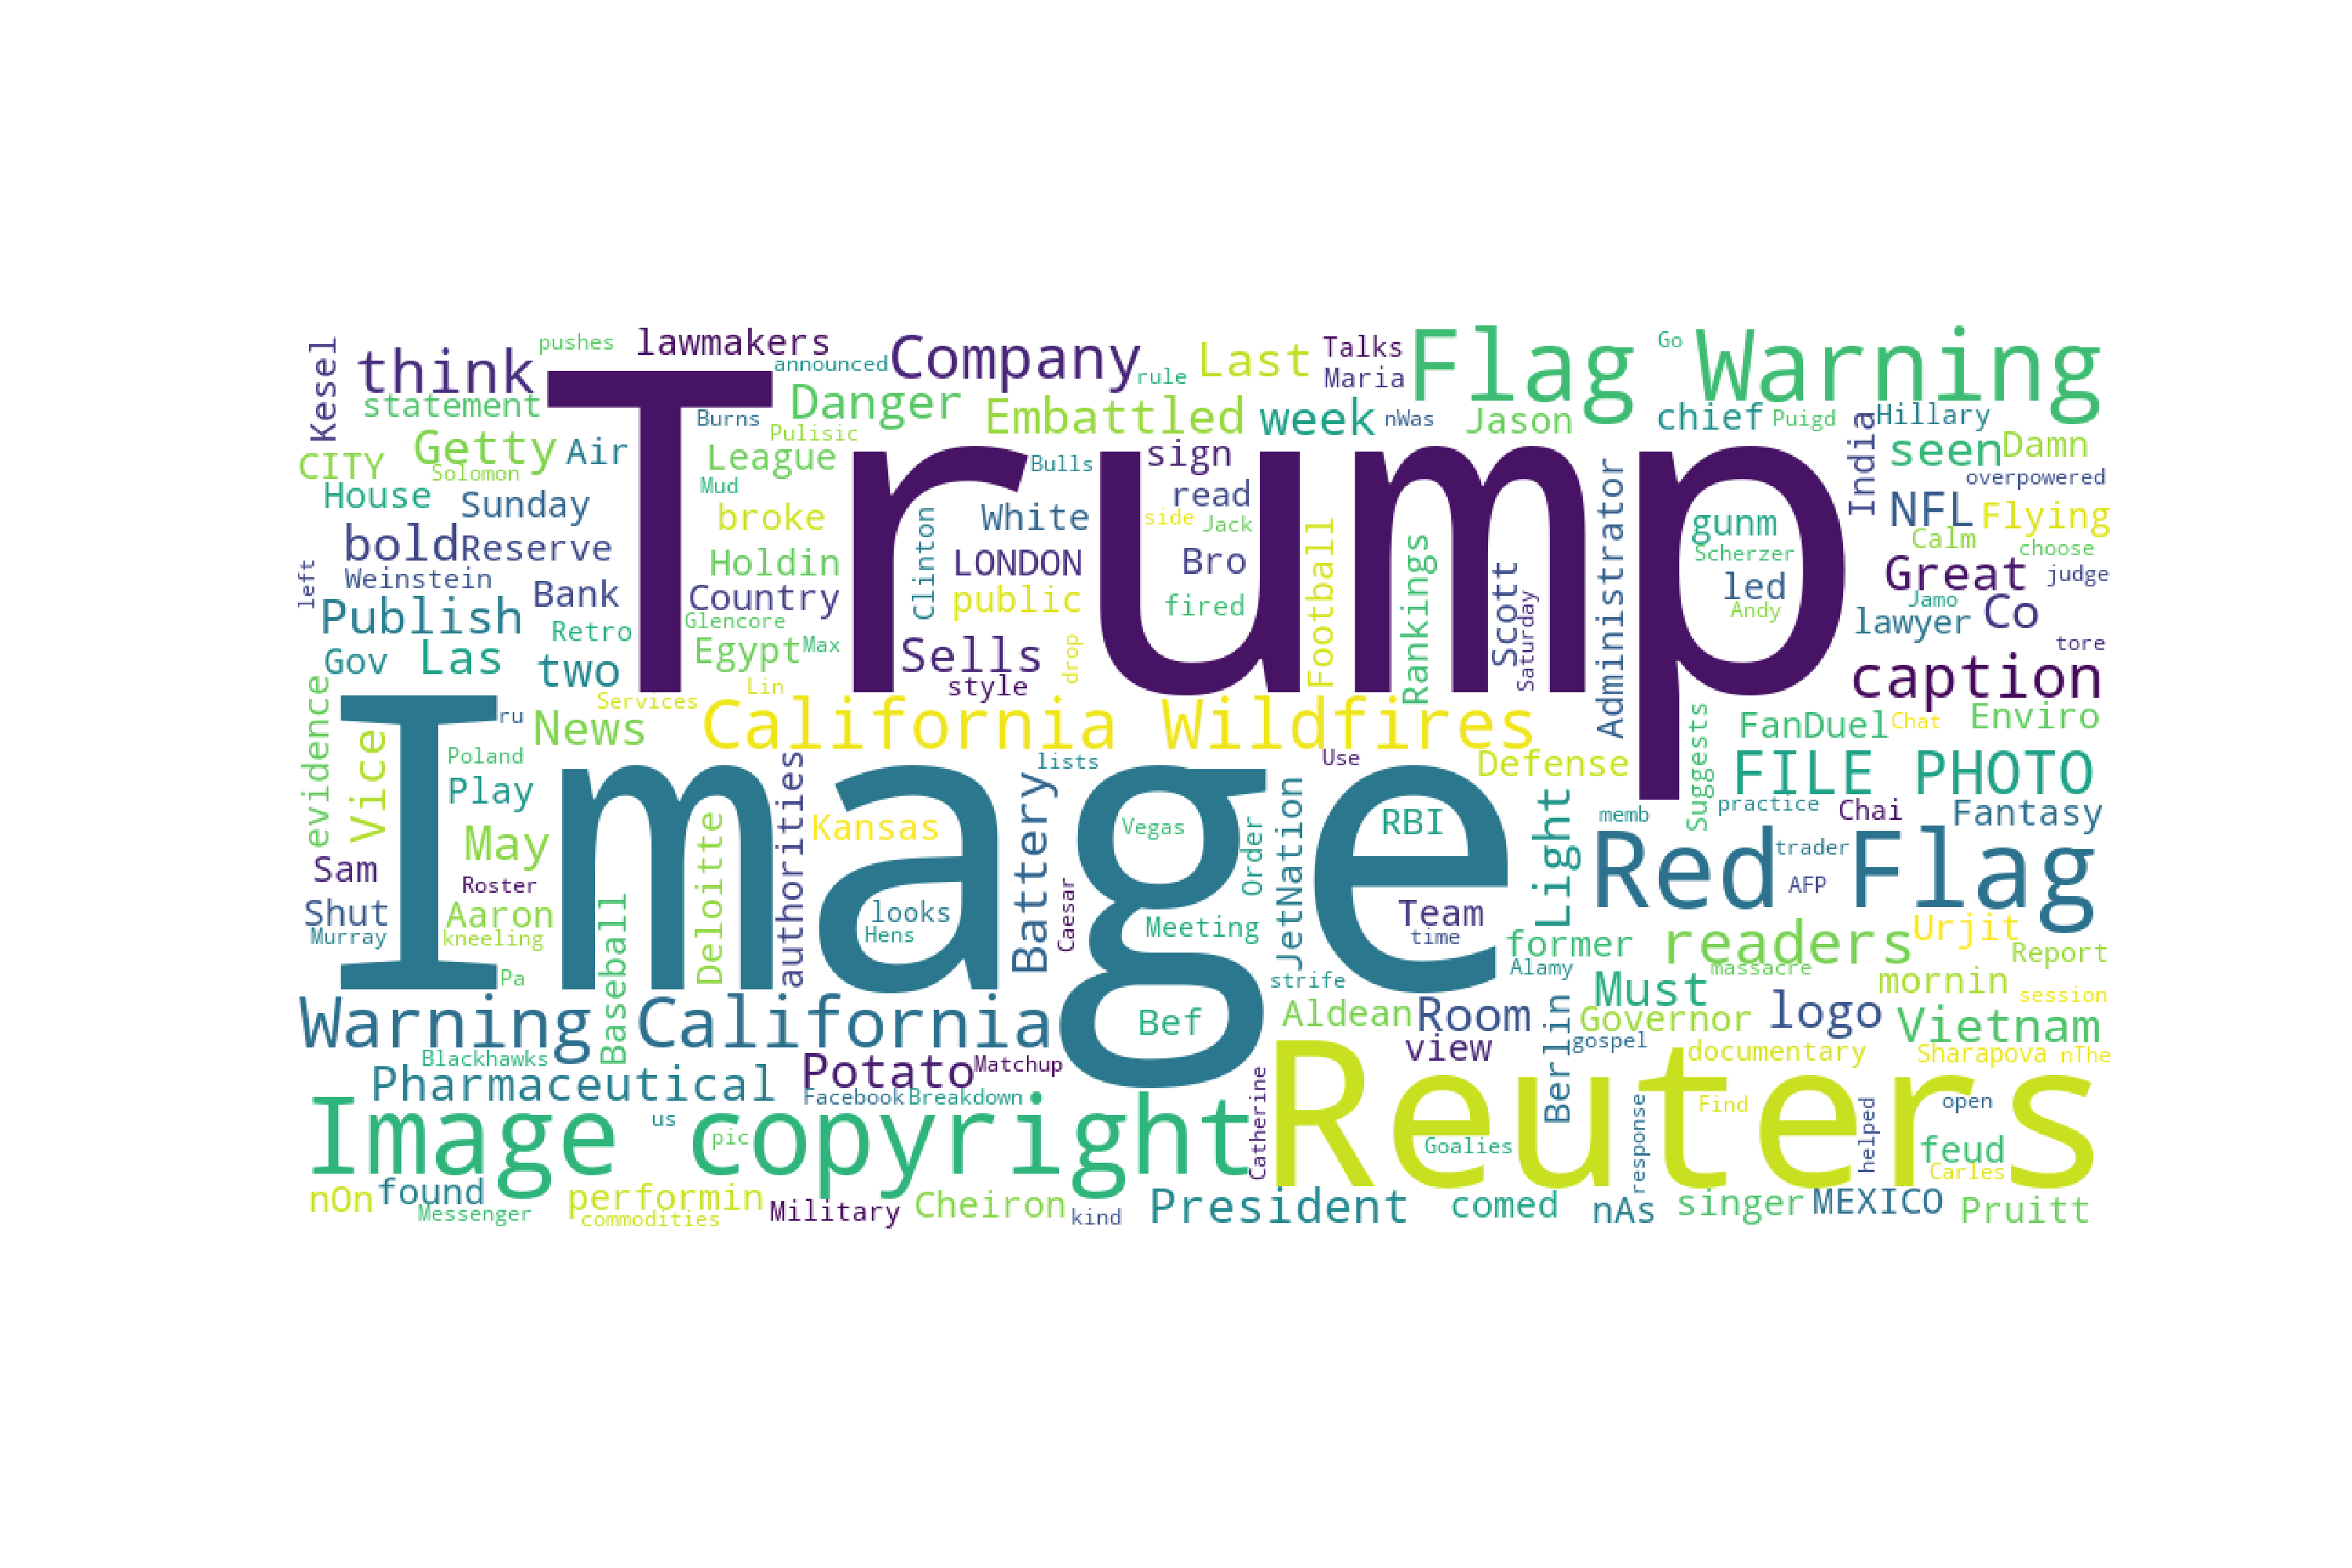 Kesel
think
pushes
lawmakers
announced
Company
rule
Last
Talks
Maria
Flag Warning
Go
statement
Trump
Burns
Danger
Pulisic
Embattled
week
nWas
Jason
chief
Puigd
Hillary
India
seen
Damn
overpowered
CITY
Getty
Solomon
Air
League
Mud
Bulls
sign
read
House
Sunday
broke
Clinton
White
side
Jack
Football
Rankings
Administrator
gunm
Scherzer
NFL
Flying
Calm
choose
left
bold
Reserve
Weinstein
Bank
Holdin
Country
Glencore
LONDON
public
Bro
fired
Scott
Saturday
led
Andy
Great
judge
Jamo
Co
lawyer
tore
Publish
Retro
Gov
Las
two
Egypt
Max
Sells
style
drop
Lin
Services
caption
evidence
Vice
Image
ru
News
California Wildfires
Suggests
FanDuel
Chat
Enviro
Poland
Play
authorities
lists
Use
Defense
FILE PHOTO
May
Deloitte
Kansas
Battery
Vegas
Order
JetNation
RBI
Light
memb
practice
Chai
Fantasy
Sam
Roster
Red Flag
trader
AFP
Shut
Murray
Aaron
kneeling
Baseball
looks
Hens
Caesar
Meeting
Team
time
former
readers
Urjit
Report
Pa
strife
Alamy
massacre
mornin
session
Warning California
Bef
Aldean
Room
Berlin
Must
Governor
gospel
logo
Vietnam
Blackhawks
Pharmaceutical
Potato
Matchup
view
documentary
Sharapova
nThe
Facebook
Breakdown
Image copyright
us
pic
Catherine
Reuters
Goalies
response
Find
helped
open
feud
Carles
nOn
found
Messenger
performin
commodities
Military
Cheiron
kind
President
comed
nAs
singer
MEXICO
Pruitt